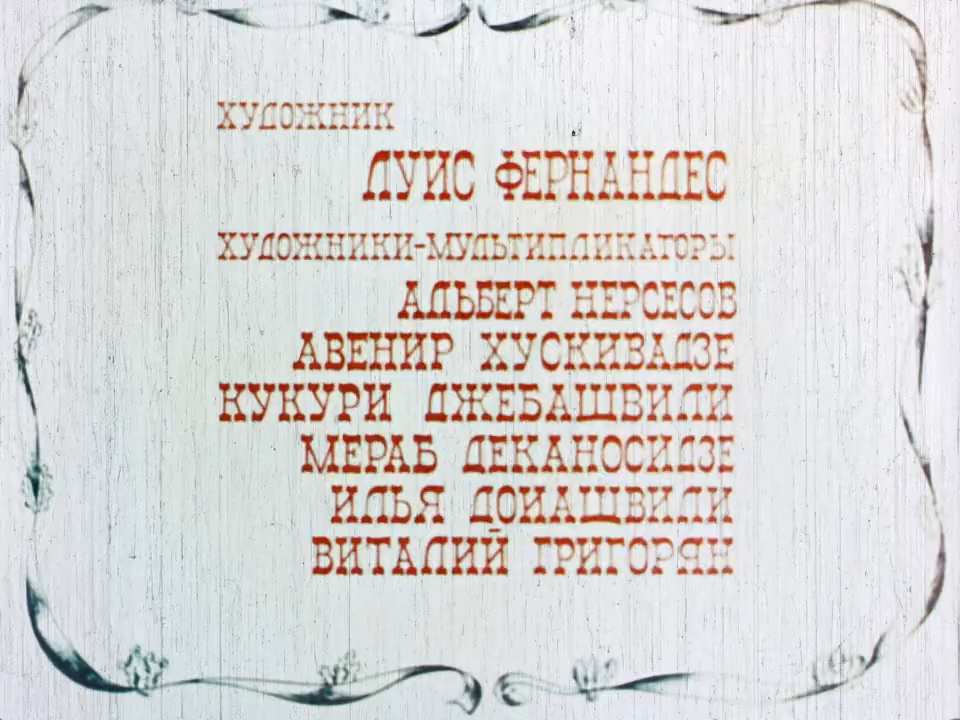 ХУДОЖНИК
ЛУИС ФЕРНАНДЕС
ХУДОЖНИКИ-МУЛЬТИПЛИКАТОРЫ
АЛЬБЕРТ НЕРСЕСОВ
АВЕНИР ХУСКИВАДЗЕ
КУКУРИ ДЖЕБАШВИЛИ
МЕРАБ ДЕКАНОСИДЗЕ
ИЛЬЯ ДОИАШВИЛИ
ВИТАЛИЙ ГРИГОРЯН